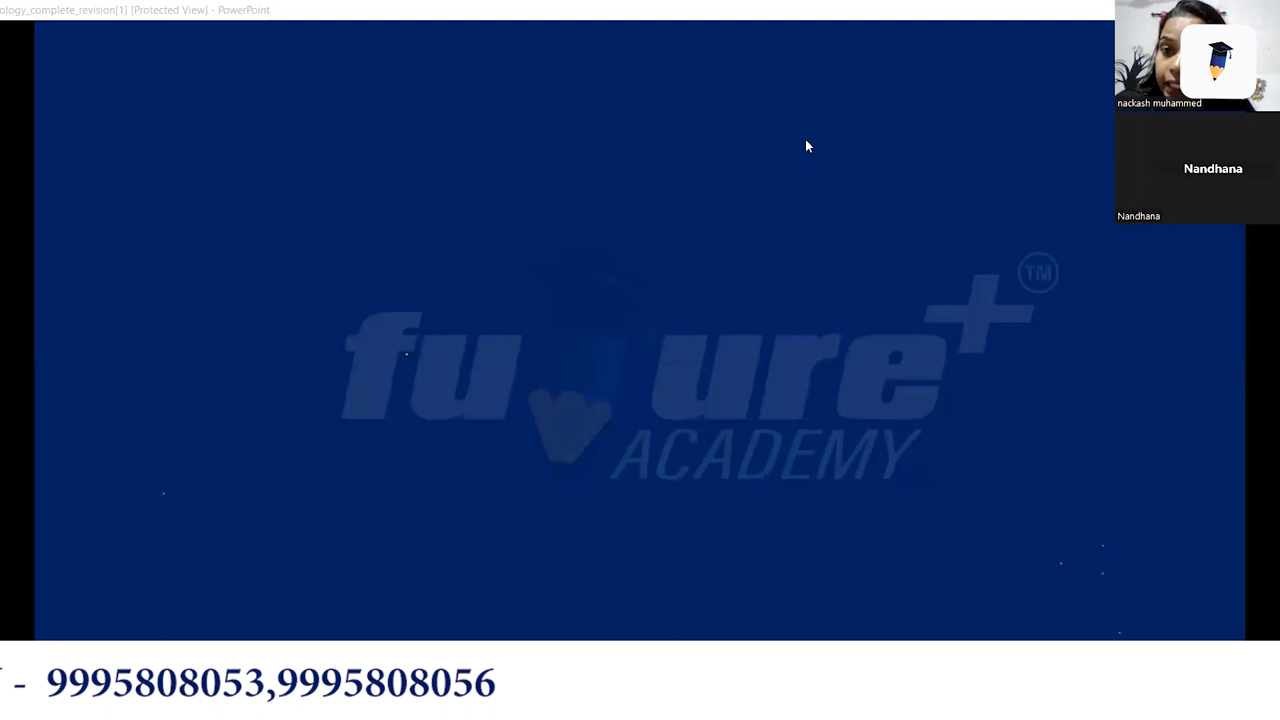 ology_complete_revision[1] [Protected View] - PowerPoint
nackash muhammed
Nandhana
Nandhana
future+ TM
ACADEMY
- 9995808053,9995808056